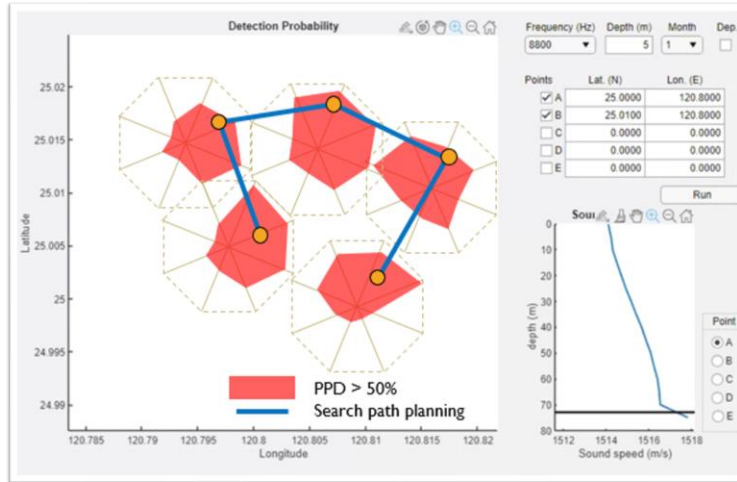 Detection Probability
25.02
25.015
25.01
25.005
25
24.995
24.99
Latitude
120.785 120.79 120.795 120.8 120.805 120.81 120.815 120.82
Longitude
PPD > 50%
Search path planning
Frequency (Hz) Depth (m) Month Dep.
8800 5 1
Points Lat. (N) Lon. (E)
A 25.0000 120.8000
B 25.0100 120.8000
C 0.0000 0.0000
D 0.0000 0.0000
E 0.0000 0.0000
Run
0
10
20
30
40
50
60
70
80
depth (m)
1512 1514 1516 1518
Sound speed (m/s)
Point
A
B
C
D
E